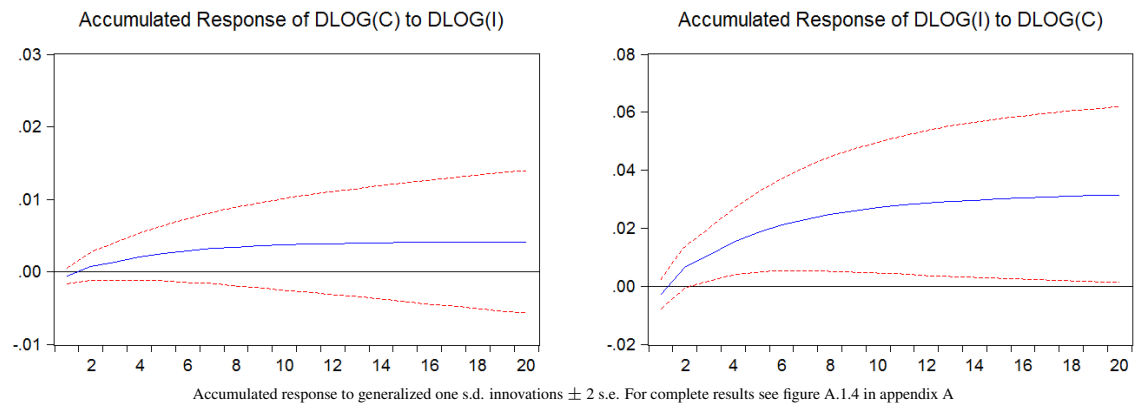 Accumulated Response of DLOG(C) to DLOG(I)
.03
.02
.01
.00
-.01
2 4 6 8 10 12 14 16 18 20
Accumulated Response of DLOG(I) to DLOG(C)
.08
.06
.04
.02
.00
-.02
2 4 6 8 10 12 14 16 18 20
Accumulated response to generalized one s.d. innovations ± 2 s.e. For complete results see figure A.1.4 in appendix A